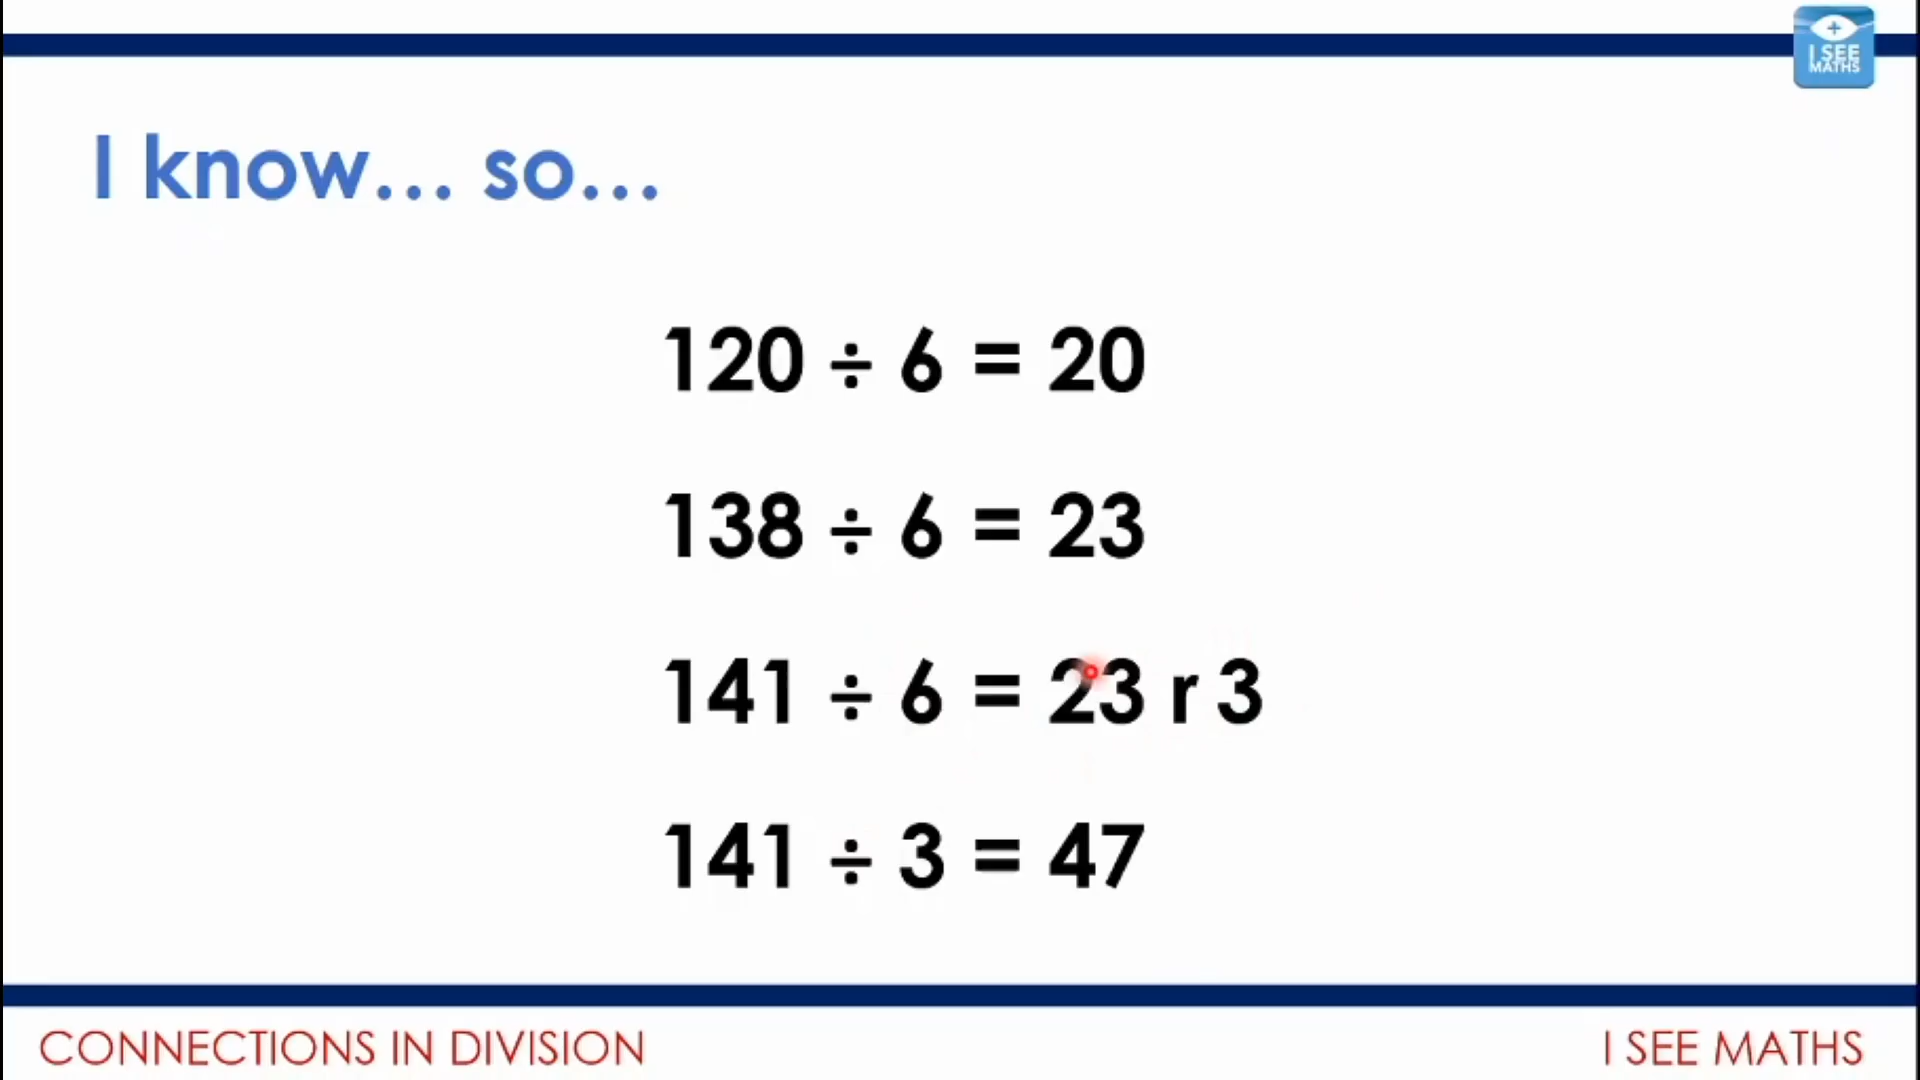 I SEE
MATHS
I know... so...
120 ÷ 6 = 20
138 ÷ 6 = 23
141 ÷ 6 = 23 r 3
141 ÷ 3 = 47
CONNECTIONS IN DIVISION
I SEE MATHS